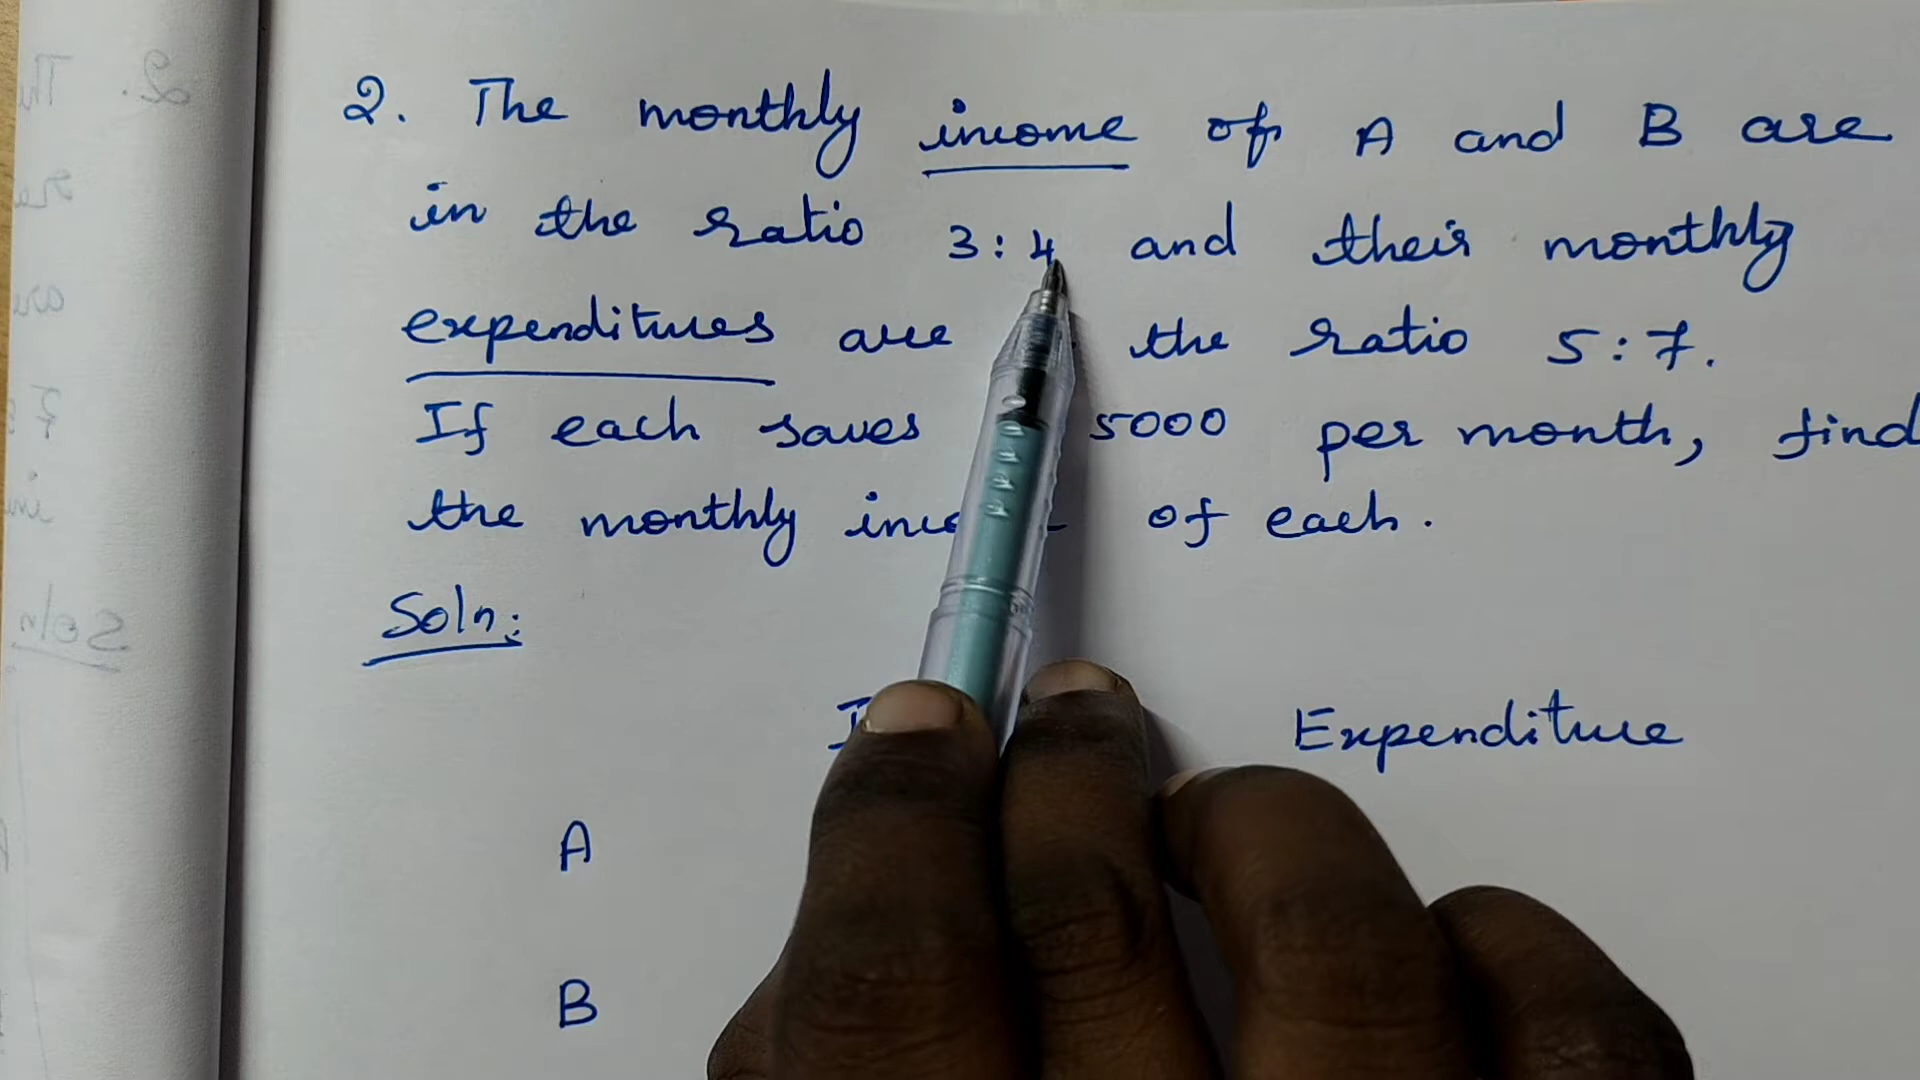 2. The monthly income of A and B are
in the ratio 3:4 and their monthly
expenditures are the ratio 5:7.
If each saves 5000 per month, find
the monthly of each.
Soln:
Expenditure
A
B